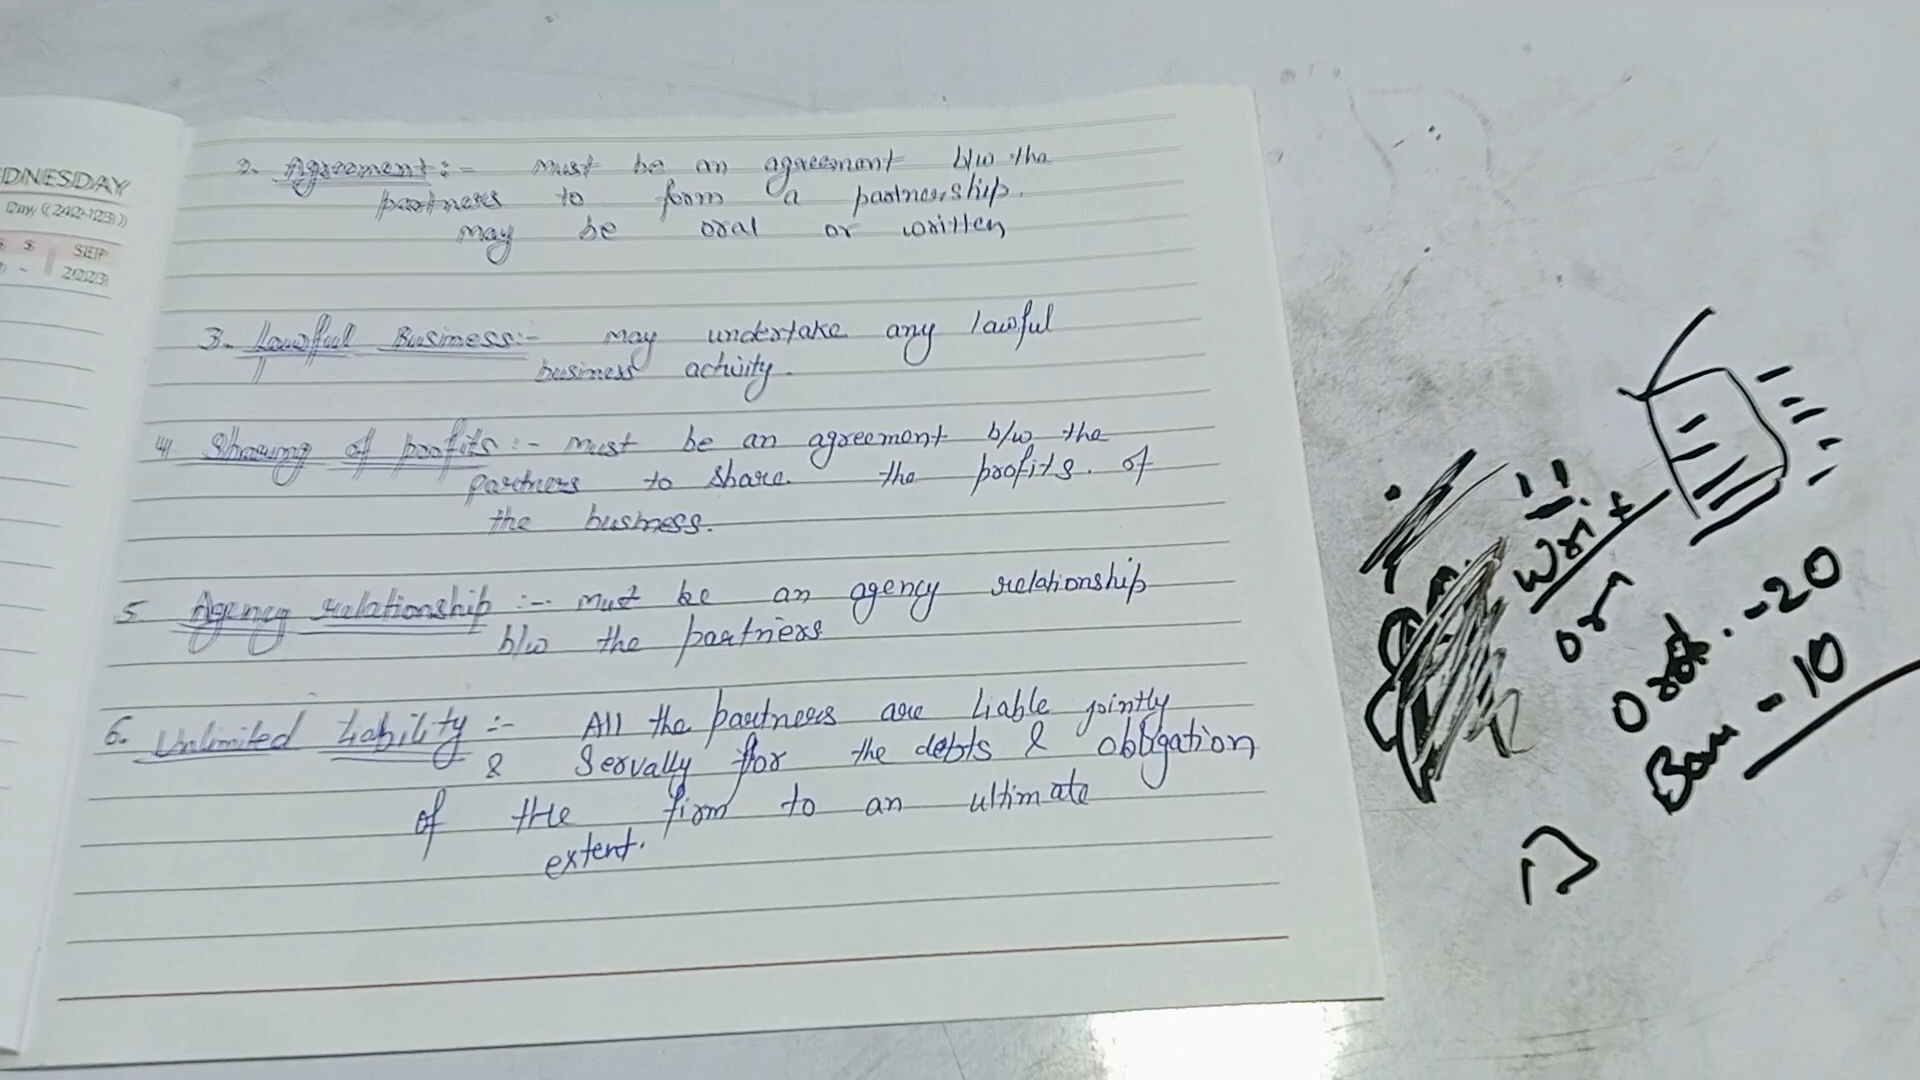 DNESDAY
SEP
2023
2. Agreement :- must be an agreement b/w the
partners to form a partnership.
may be oral or written
3. Lawful Business:- may undertake any lawful
business activity.
4) Sharing of profits :- must be an agreement b/w the
partners to share the profits. of
the business.
5. Agency relationship :- must be an agency relationship
b/w the partners
6. Unlimited Liability :- All the partners are liable jointly
& Servally for the debts & obligation
of the firm to an ultimate
extent.
Writ
or
-20
- 10